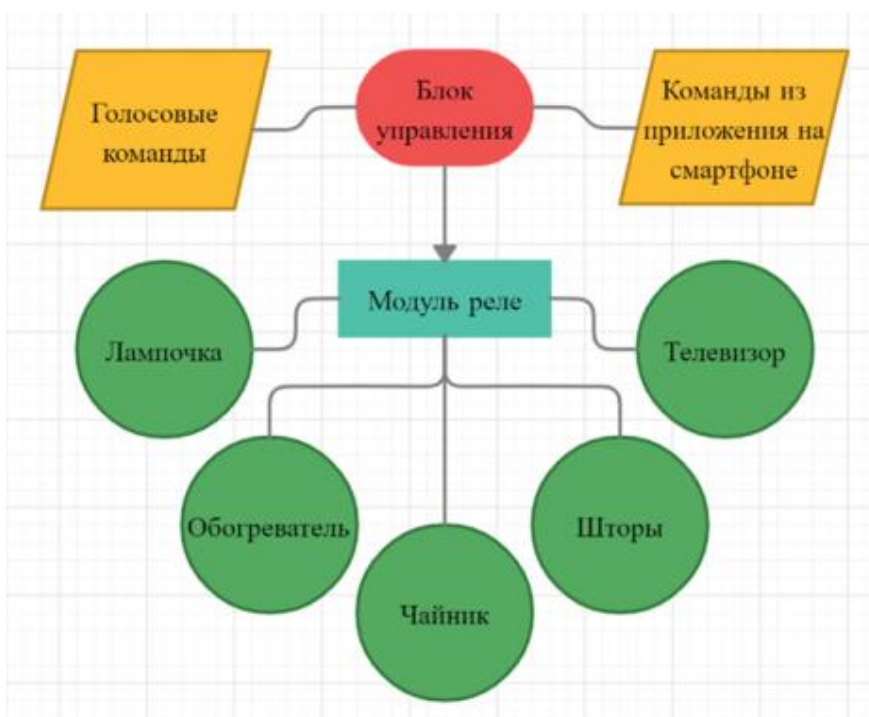 Голосовые
команды
Блок
управления
Команды из
приложения на
смартфоне
Модуль реле
Лампочка
Телевизор
Обогреватель
Шторы
Чайник